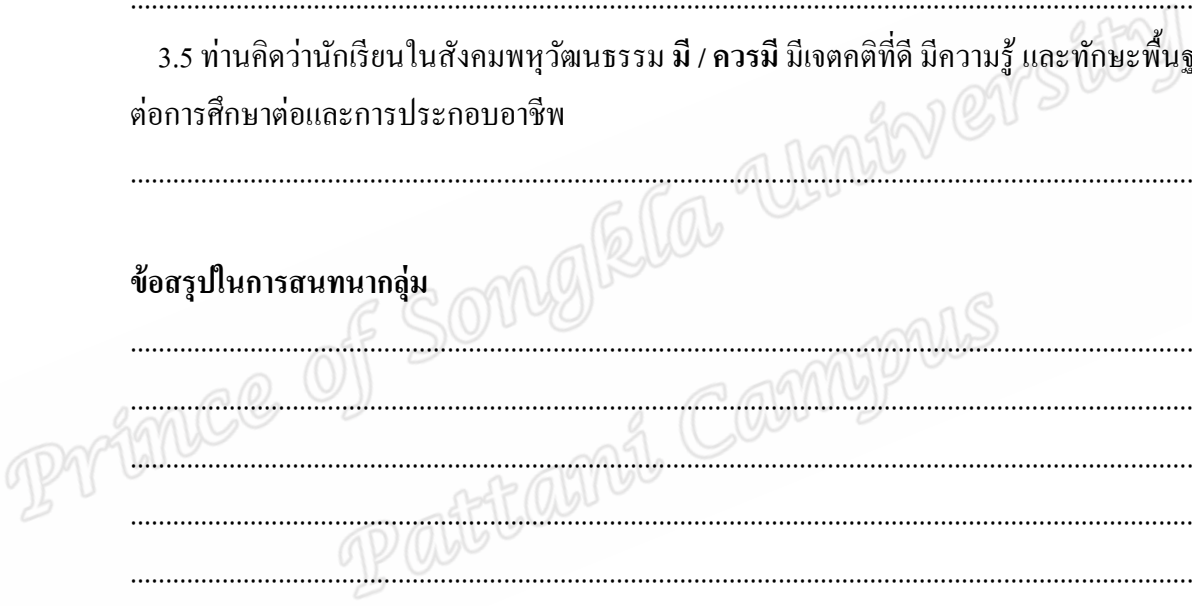 ................................................................................
3.5 ท่านคิดว่านักเรียนในสังคมพหุวัฒนธรรม มี / ควรมี มีเจตคติที่ดี มีความรู้ และทักษะพื้นฐ
ต่อการศึกษาต่อและการประกอบอาชีพ
................................................................................
ข้อสรุปในการสนทนากลุ่ม
................................................................................
................................................................................
................................................................................
................................................................................
................................................................................
Prince of Songkla University
Pattani Campus